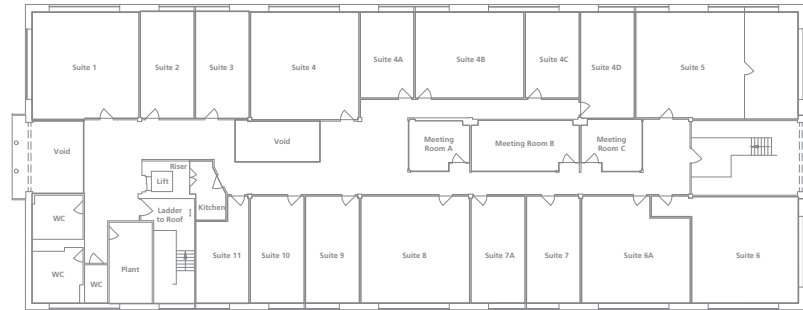 Suite 1
Suite 2
Suite 3
Suite 4
Suite 4A
Suite 4B
Suite 4C
Suite 4D
Suite 5
Void
Void
Meeting
Room A
Meeting Room B
Meeting
Room C
Riser
Lift
Kitchen
Ladder
to Roof
WC
WC
WC
Plant
Suite 11
Suite 10
Suite 9
Suite 8
Suite 7A
Suite 7
Suite 6A
Suite 6